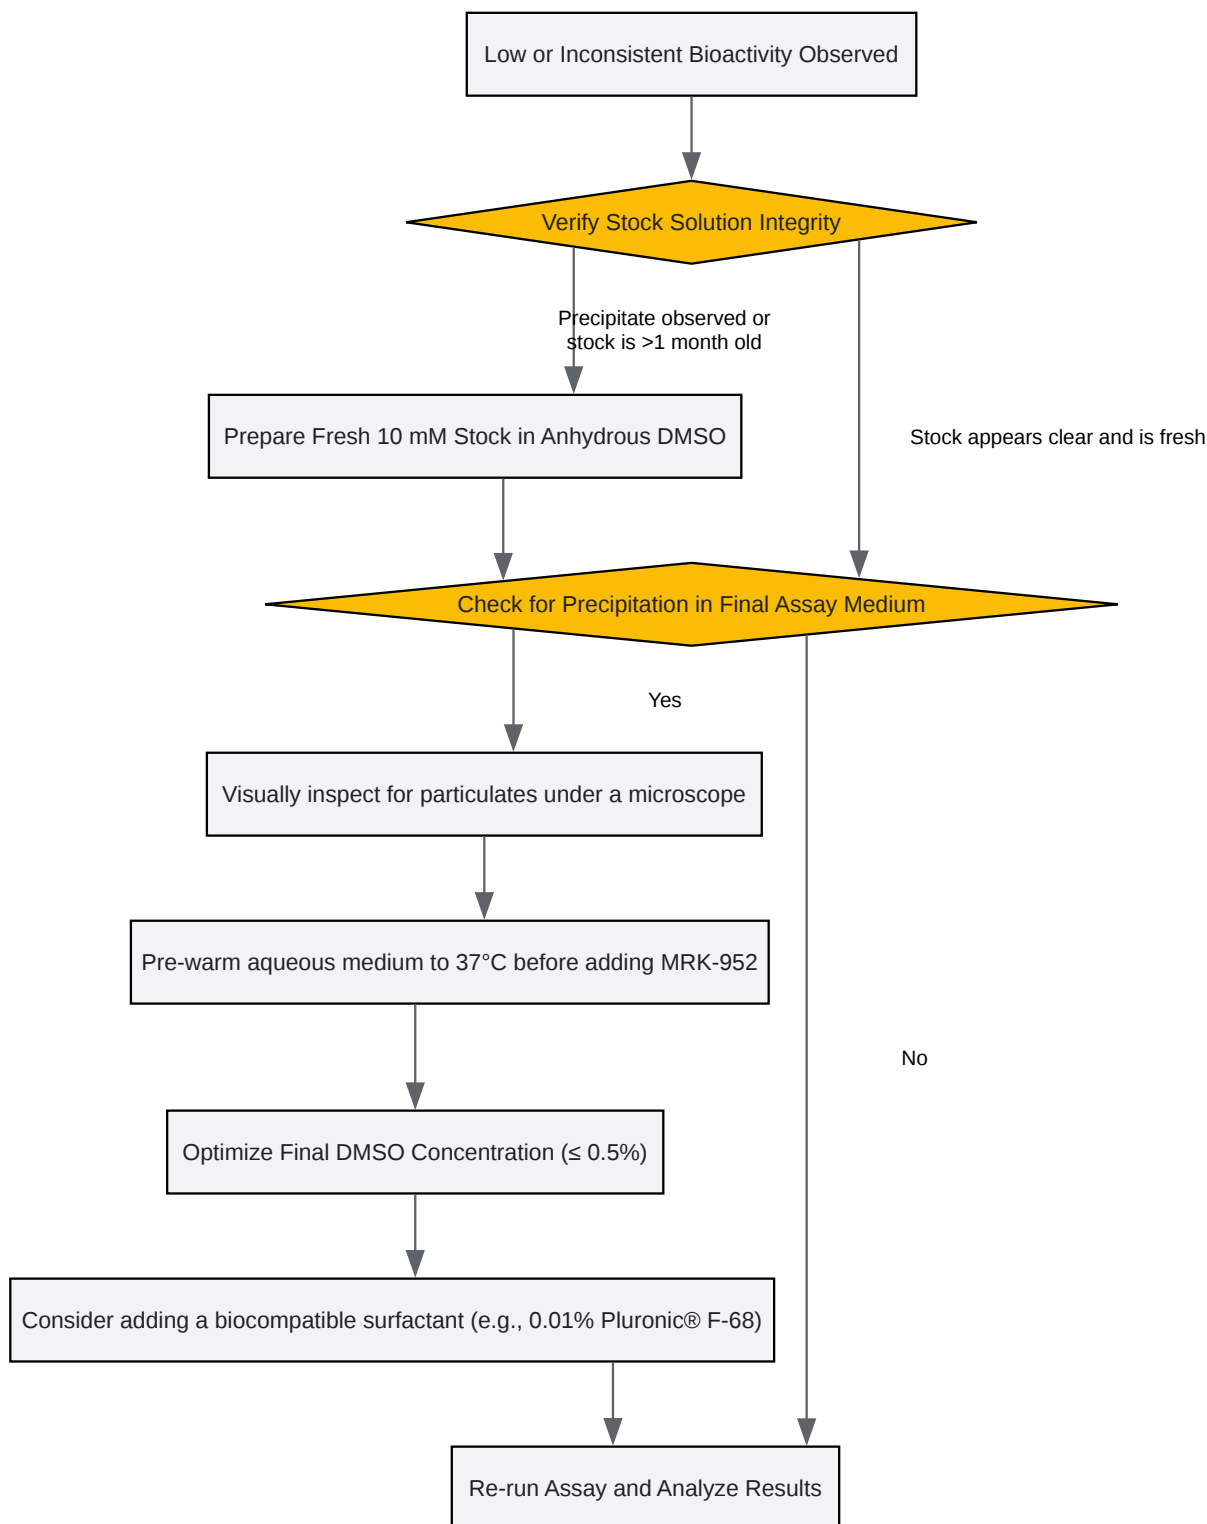 Low or Inconsistent Bioactivity Observed
Verify Stock Solution Integrity
Precipitate observed or
stock is >1 month old
Prepare Fresh 10 mM Stock in Anhydrous DMSO
Stock appears clear and is fresh
Check for Precipitation in Final Assay Medium
Yes
Visually inspect for particulates under a microscope
Pre-warm aqueous medium to 37°C before adding MRK-952
No
Optimize Final DMSO Concentration (≤ 0.5%)
Consider adding a biocompatible surfactant (e.g., 0.01% Pluronic® F-68)
Re-run Assay and Analyze Results